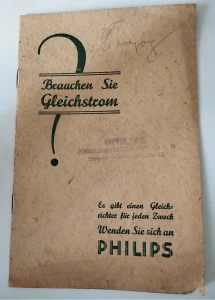 ?
Brauchen Sie
Gleichstrom
Es gibt einen Gleich-
richter für jeden Zweck
Wenden Sie sich an
PHILIPS